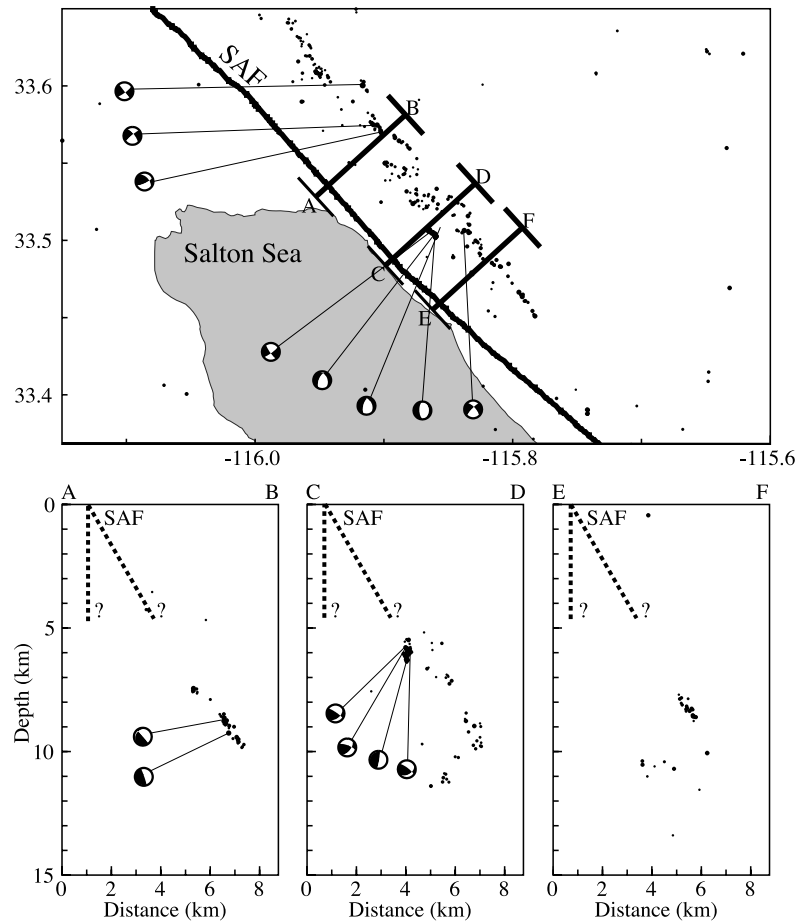 33.6
33.5
33.4
SAF
B
D
F
A
C
E
Salton Sea
-116.0
-115.8
-115.6
A
B
C
D
E
F
0
5
10
15
Depth (km)
SAF
?
?
SAF
?
?
SAF
?
?
0
2
4
6
8
0
2
4
6
8
0
2
4
6
8
Distance (km)
Distance (km)
Distance (km)